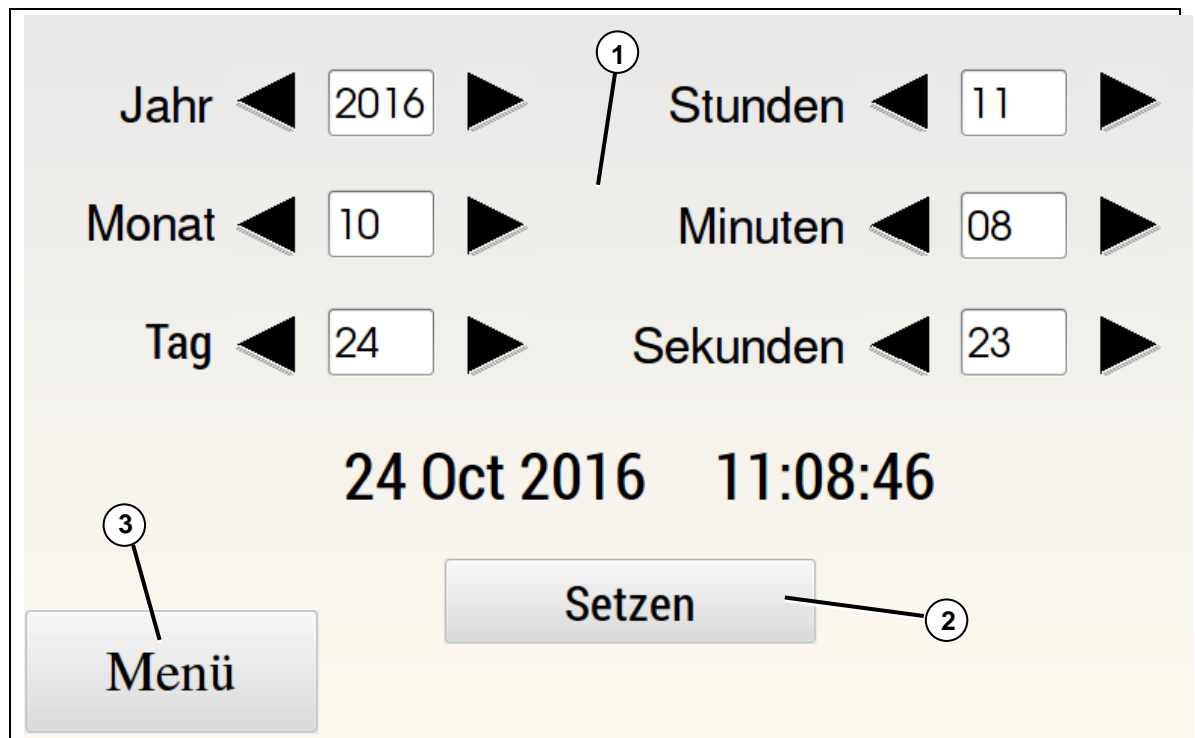 1
Jahr 2016 Stunden 11
Monat 10 Minuten 08
Tag 24 Sekunden 23
24 Oct 2016 11:08:46
3
Setzen
2
Menü